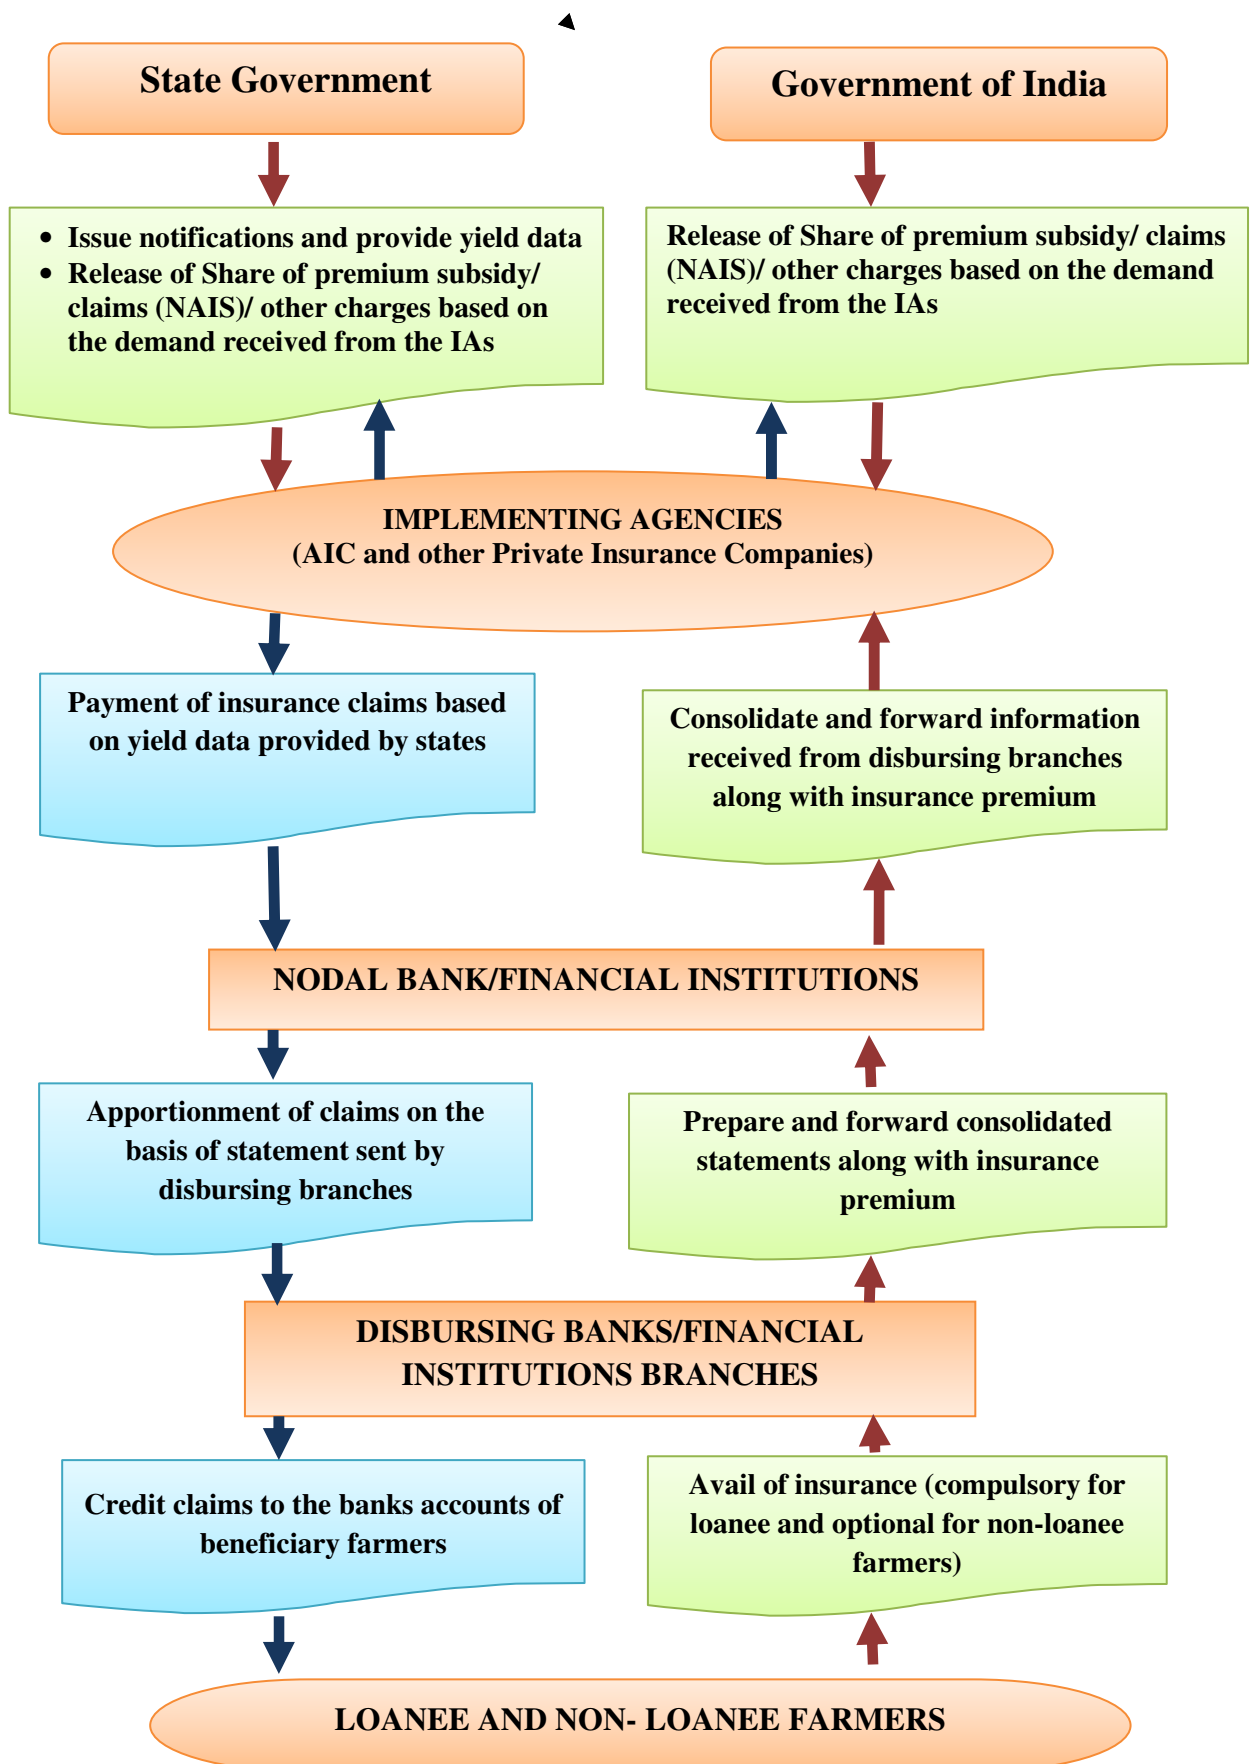 State Government
Government of India
• Issue notifications and provide yield data
• Release of Share of premium subsidy/
claims (NAIS)/ other charges based on
the demand received from the IAs
Release of Share of premium subsidy/ claims
(NAIS)/ other charges based on the demand
received from the IAs
IMPLEMENTING AGENCIES
(AIC and other Private Insurance Companies)
Payment of insurance claims based
on yield data provided by states
Consolidate and forward information
received from disbursing branches
along with insurance premium
NODAL BANK/FINANCIAL INSTITUTIONS
Apportionment of claims on the
basis of statement sent by
disbursing branches
Prepare and forward consolidated
statements along with insurance
premium
DISBURSING BANKS/FINANCIAL
INSTITUTIONS BRANCHES
Credit claims to the banks accounts of
beneficiary farmers
Avail of insurance (compulsory for
loanee and optional for non-loanee
farmers)
LOANEE AND NON- LOANEE FARMERS